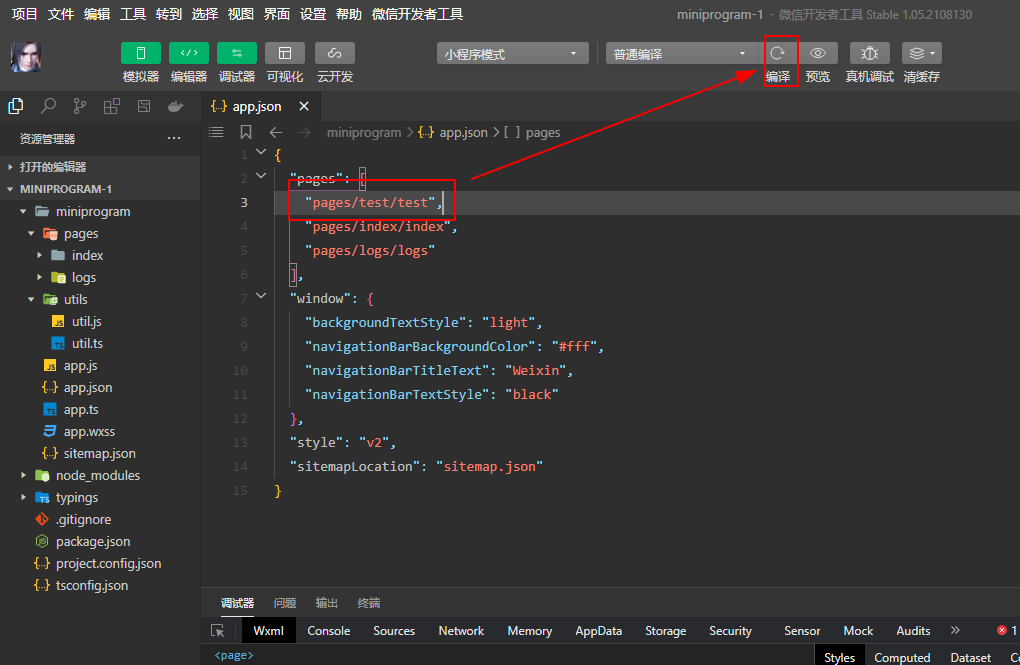 项目 文件 编辑 工具 转到 选择 视图 界面 设置 帮助 微信开发者工具
miniprogram-1 - 微信开发者工具 Stable 1.05.2108130
模拟器 编辑器 调试器 可视化 云开发
小程序模式
普通编译
编译 预览 真机调试 清缓存
资源管理器
打开的编辑器
MINIPROGRAM-1
miniprogram
pages
index
logs
utils
util.js
util.ts
app.js
app.json
app.ts
app.wxss
sitemap.json
node_modules
typings
.gitignore
package.json
project.config.json
tsconfig.json
app.json
miniprogram > {..} app.json > [ ] pages
1 {
2 "pages": [
3 "pages/test/test",
4 "pages/index/index",
5 "pages/logs/logs"
6 ],
7 "window": {
8 "backgroundTextStyle": "light",
9 "navigationBarBackgroundColor": "#fff",
10 "navigationBarTitleText": "Weixin",
11 "navigationBarTextStyle": "black"
12 },
13 "style": "v2",
14 "sitemapLocation": "sitemap.json"
15 }
调试器 问题 输出 终端
Wxml Console Sources Network Memory AppData Storage Security Sensor Mock Audits 1
<page>
Styles Computed Dataset